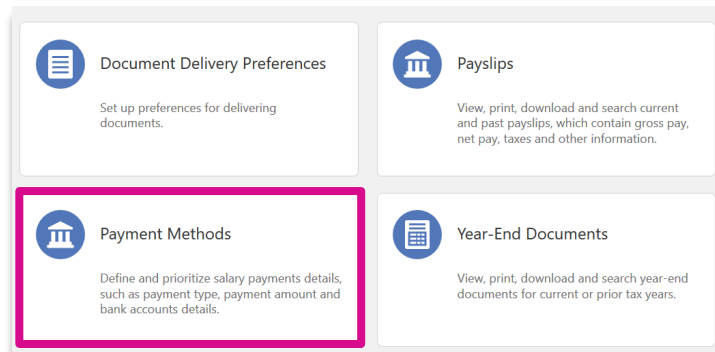 Document Delivery Preferences
Set up preferences for delivering
documents.
Payslips
View, print, download and search current
and past payslips, which contain gross pay,
net pay, taxes and other information.
Payment Methods
Define and prioritize salary payments details,
such as payment type, payment amount and
bank accounts details.
Year-End Documents
View, print, download and search year-end
documents for current or prior tax years.